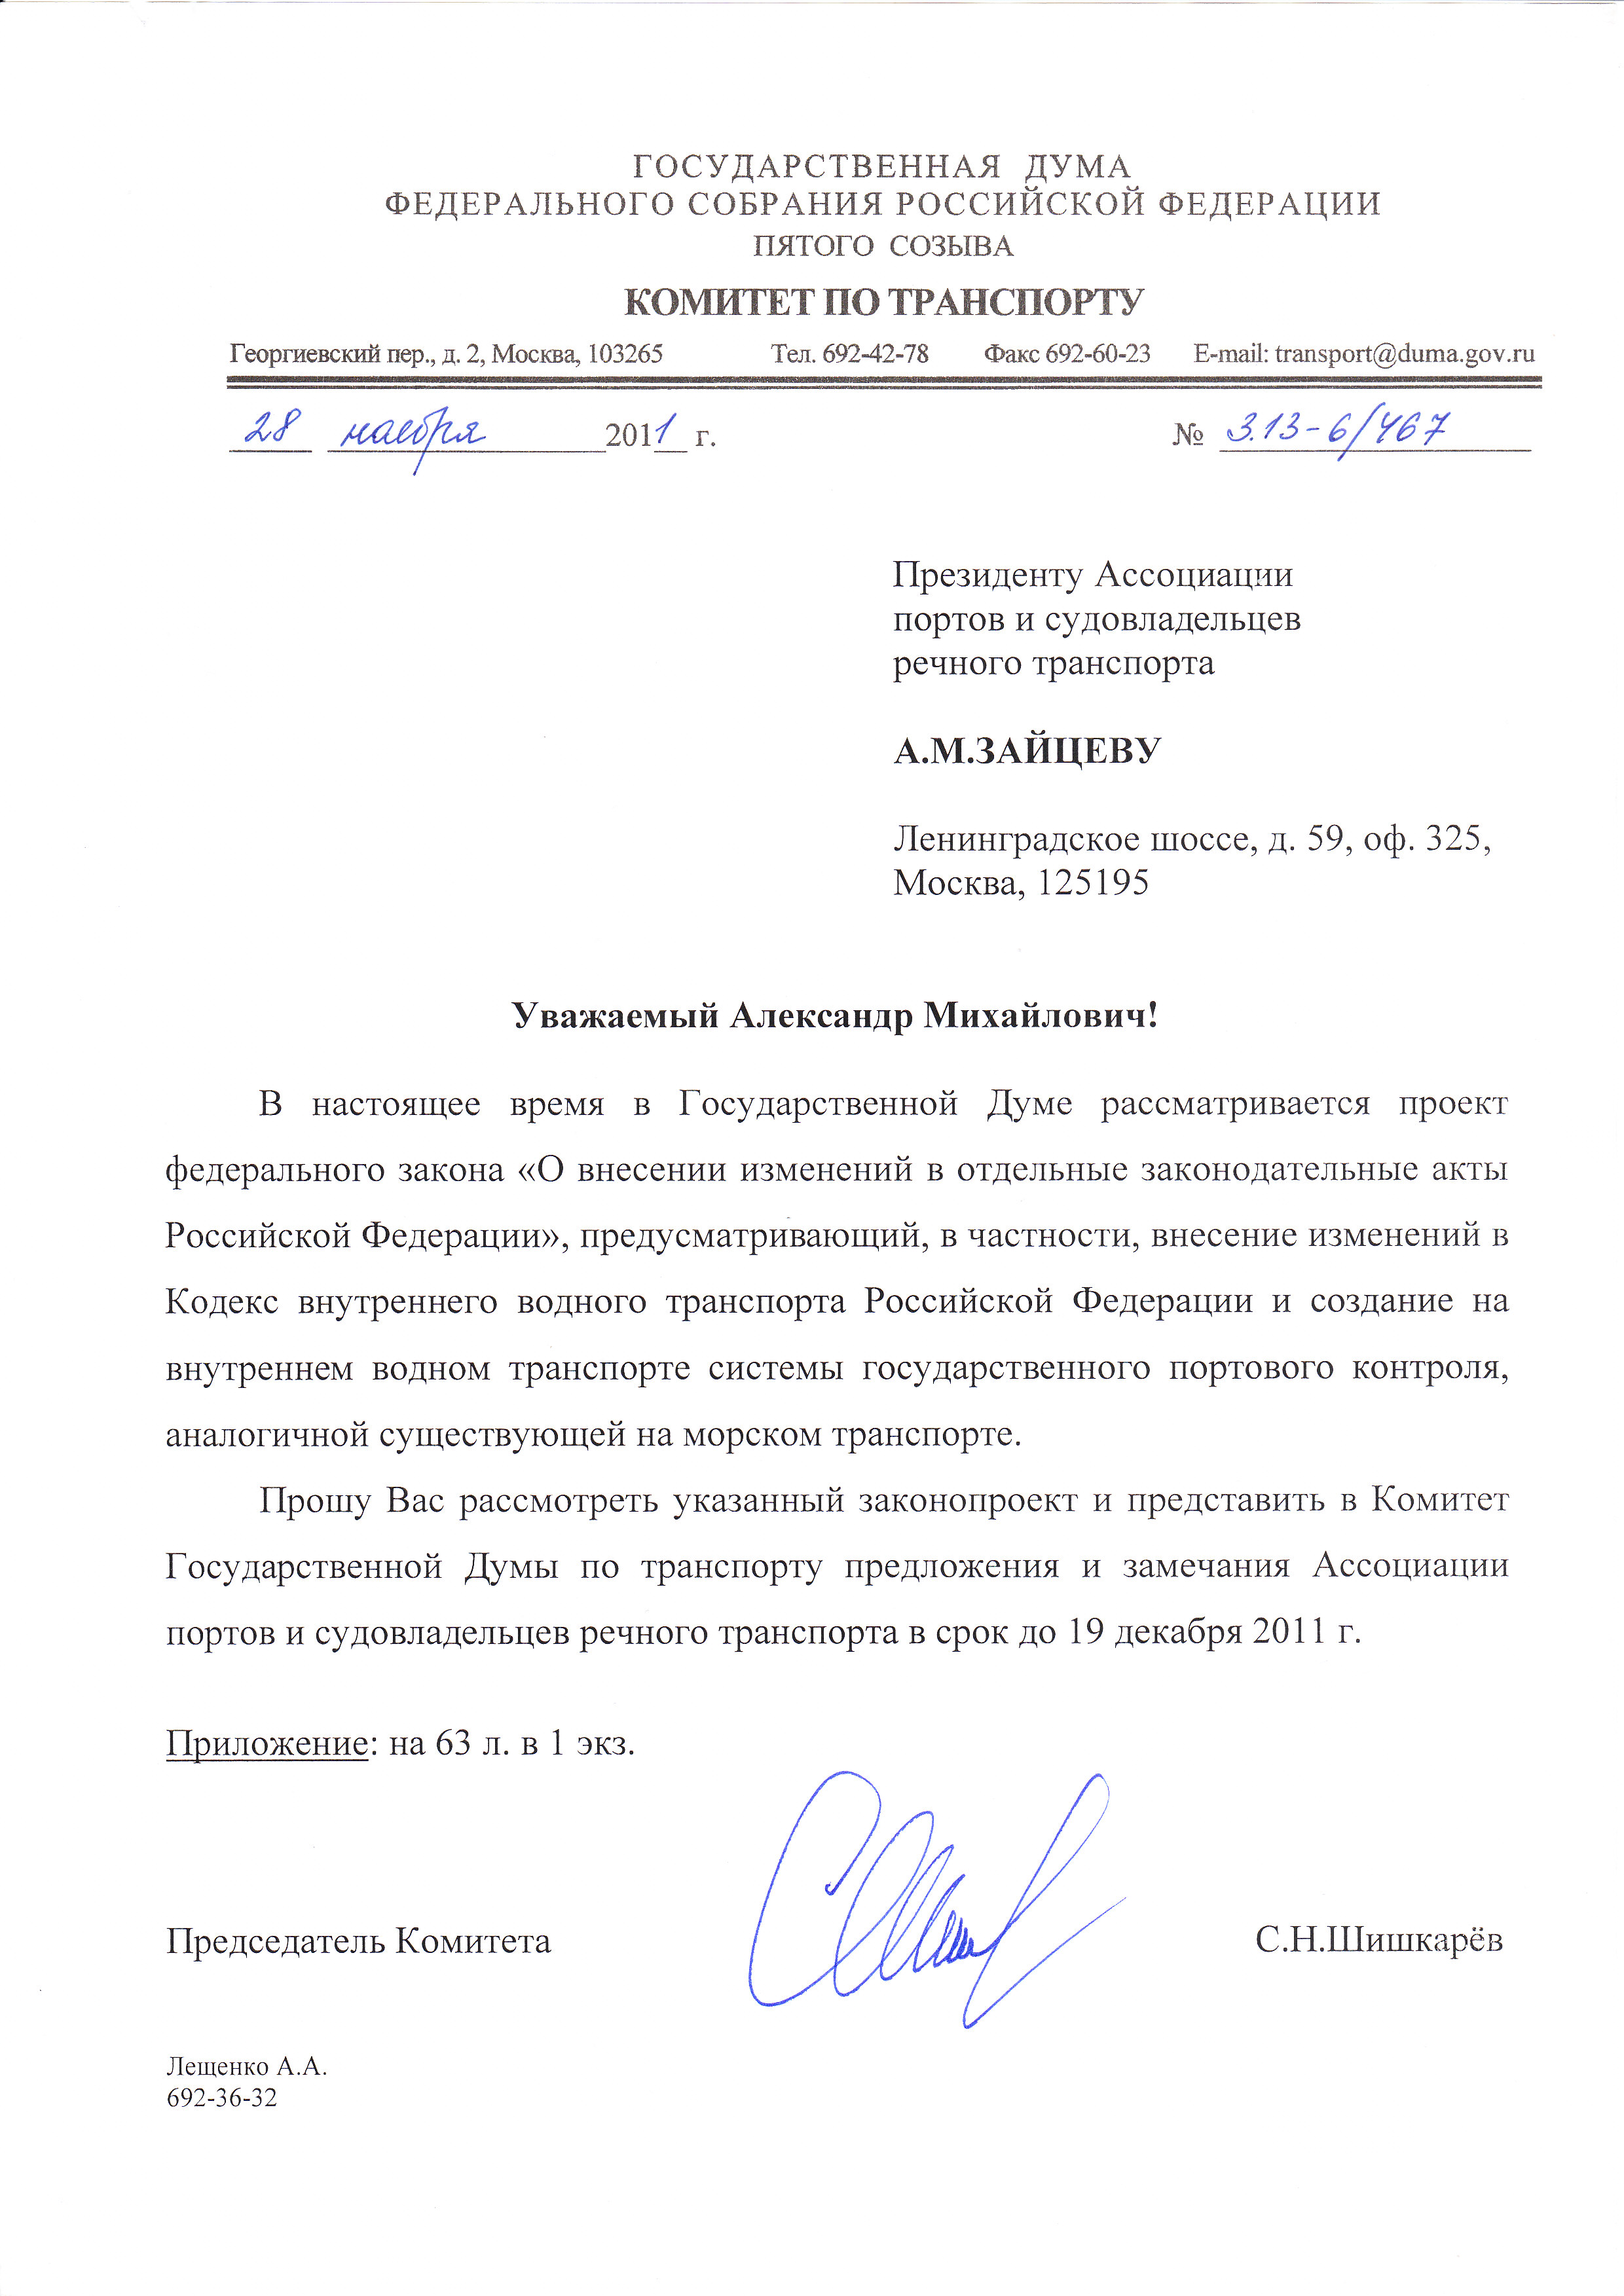 ГОСУДАРСТВЕННАЯ ДУМА
ФЕДЕРАЛЬНОГО СОБРАНИЯ РОССИЙСКОЙ ФЕДЕРАЦИИ
ПЯТОГО СОЗЫВА
КОМИТЕТ ПО ТРАНСПОРТУ
Георгиевский пер., д. 2, Москва, 103265 Тел. 692-42-78 Факс 692-60-23 E-mail: transport@duma.gov.ru
28 ноября 2011 г. № 3.13-6/467
Президенту Ассоциации
портов и судовладельцев
речного транспорта
А.М.ЗАЙЦЕВУ
Ленинградское шоссе, д. 59, оф. 325,
Москва, 125195
Уважаемый Александр Михайлович!
В настоящее время в Государственной Думе рассматривается проект
федерального закона «О внесении изменений в отдельные законодательные акты
Российской Федерации», предусматривающий, в частности, внесение изменений в
Кодекс внутреннего водного транспорта Российской Федерации и создание на
внутреннем водном транспорте системы государственного портового контроля,
аналогичной существующей на морском транспорте.
Прошу Вас рассмотреть указанный законопроект и представить в Комитет
Государственной Думы по транспорту предложения и замечания Ассоциации
портов и судовладельцев речного транспорта в срок до 19 декабря 2011 г.
Приложение: на 63 л. в 1 экз.
Председатель Комитета С.Н.Шишкарёв
Лещенко А.А.
692-36-32